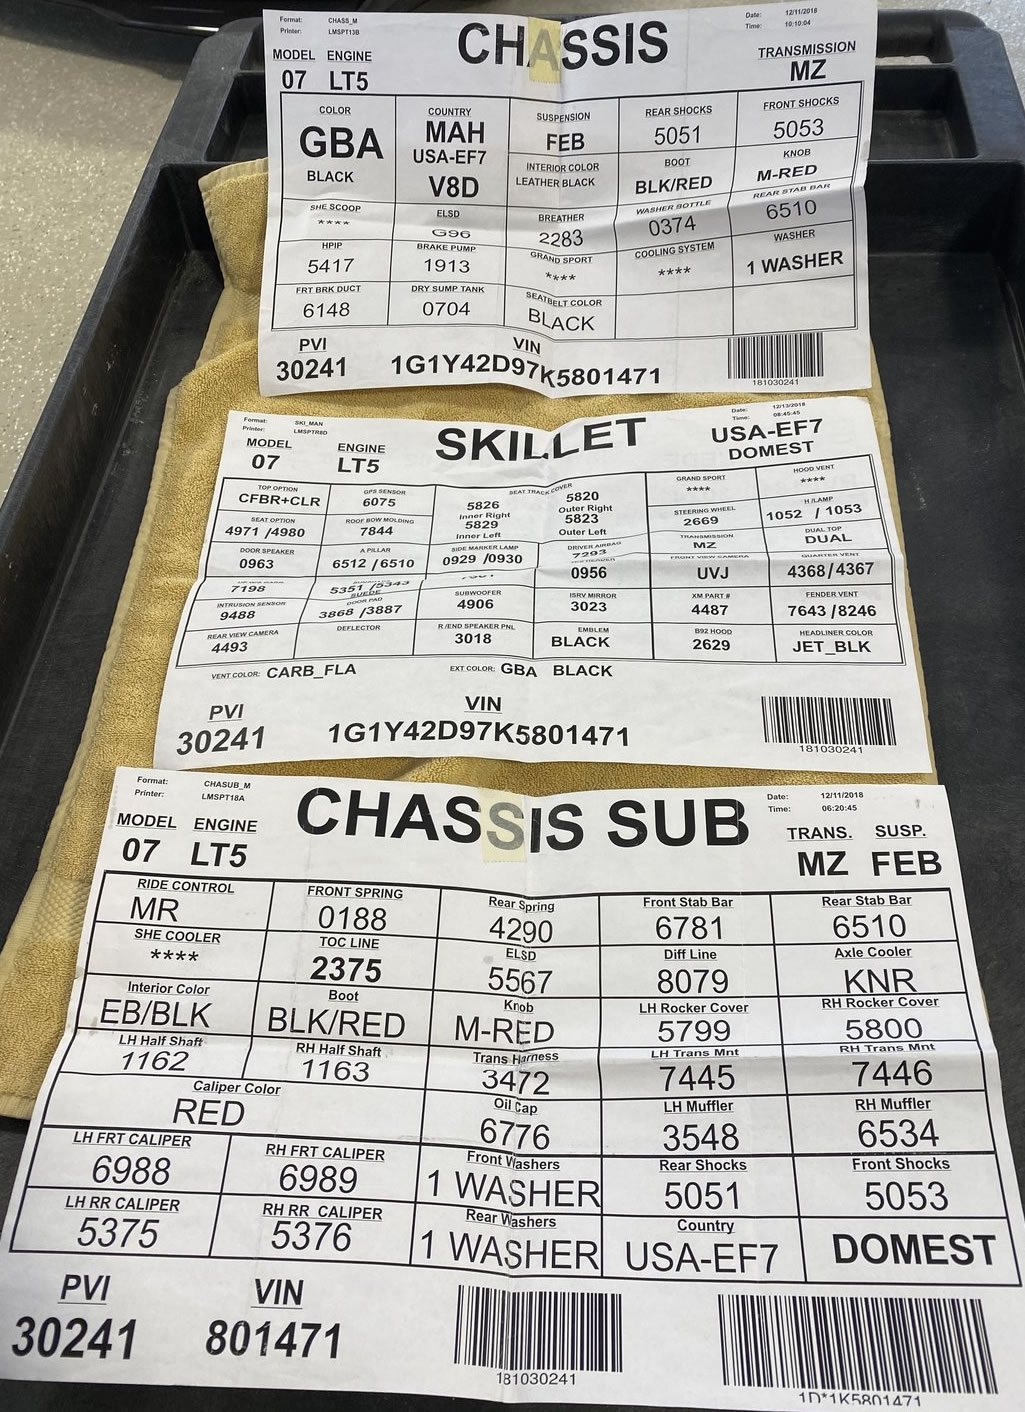 Format: CHASS_M
Printer: LMSPT13B
CHASSIS
Date: 12/11/2018
Time: 10:10:04
MODEL ENGINE
07 LT5
TRANSMISSION
MZ
COLOR
GBA
BLACK
COUNTRY
MAH
USA-EF7
V8D
SUSPENSION
FEB
INTERIOR COLOR
LEATHER BLACK
REAR SHOCKS
5051
BOOT
BLK/RED
FRONT SHOCKS
5053
KNOB
M-RED
SHE SCOOP
****
ELSD
G96
BREATHER
2283
WASHER BOTTLE
0374
REAR STAB BAR
6510
HPIP
5417
BRAKE PUMP
1913
GRAND SPORT
****
COOLING SYSTEM
****
WASHER
1 WASHER
FRT BRK DUCT
6148
DRY SUMP TANK
0704
SEATBELT COLOR
BLACK
PVI
30241
VIN
1G1Y42D97K5801471
181030241
Format: SKI_MAN
Printer: LMSPTR8D
SKILLET
Date: 12/13/2018
Time: 08:45:45
MODEL ENGINE
07 LT5
USA-EF7
DOMEST
TOP OPTION
CFBR+CLR
GPS SENSOR
6075
SEAT TRACK COVER
5826
Inner Right
5829
Inner Left
5820
Outer Right
5823
Outer Left
GRAND SPORT
****
HOOD VENT
****
SEAT OPTION
4971 /4980
ROOF BOW MOLDING
7844
STEERING WHEEL
2669
H /LAMP
1052 / 1053
DOOR SPEAKER
0963
A PILLAR
6512 /6510
SIDE MARKER LAMP
0929 /0930
DRIVER AIRBAG
7293
TRANSMISSION
MZ
DUAL TOP
DUAL
7198
5351 /5343
SUEDE
0956
FRONT VIEW CAMERA
UVJ
QUARTER VENT
4368/4367
INTRUSION SENSOR
9488
DOOR PAD
3868 /3887
SUBWOOFER
4906
ISRV MIRROR
3023
XM PART #
4487
FENDER VENT
7643 /8246
REAR VIEW CAMERA
4493
DEFLECTOR
R /END SPEAKER PNL
3018
EMBLEM
BLACK
B92 HOOD
2629
HEADLINER COLOR
JET_BLK
VENT COLOR: CARB_FLA
EXT COLOR: GBA BLACK
PVI
30241
VIN
1G1Y42D97K5801471
181030241
Format: CHASUB_M
Printer: LMSPT18A
CHASSIS SUB
Date: 12/11/2018
Time: 06:20:45
MODEL ENGINE
07 LT5
TRANS. SUSP.
MZ FEB
RIDE CONTROL
MR
FRONT SPRING
0188
Rear Spring
4290
Front Stab Bar
6781
Rear Stab Bar
6510
SHE COOLER
****
TOC LINE
2375
ELSD
5567
Diff Line
8079
Axle Cooler
KNR
Interior Color
EB/BLK
Boot
BLK/RED
Knob
M-RED
LH Rocker Cover
5799
RH Rocker Cover
5800
LH Half Shaft
1162
RH Half Shaft
1163
Trans Harness
3472
LH Trans Mnt
7445
RH Trans Mnt
7446
Caliper Color
RED
Oil Cap
6776
LH Muffler
3548
RH Muffler
6534
LH FRT CALIPER
6988
RH FRT CALIPER
6989
Front Washers
1 WASHER
Rear Shocks
5051
Front Shocks
5053
LH RR CALIPER
5375
RH RR CALIPER
5376
Rear Washers
1 WASHER
Country
USA-EF7
DOMEST
PVI
30241
VIN
801471
181030241
1D*1K5801471